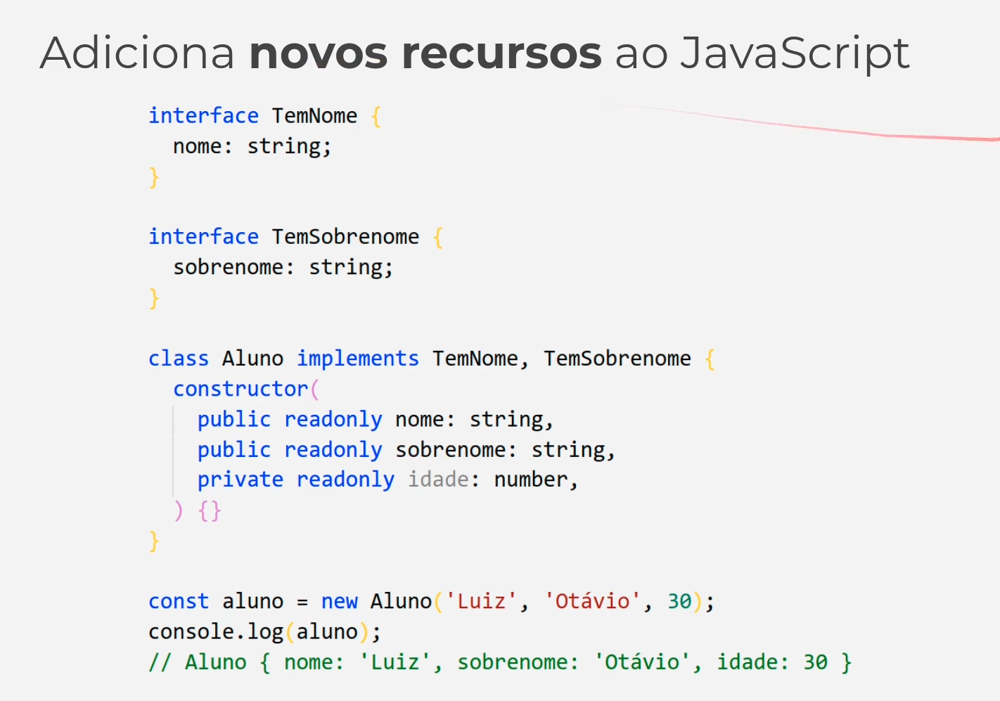 Adiciona novos recursos ao JavaScript
interface TemNome {
  nome: string;
}
interface TemSobrenome {
  sobrenome: string;
}
class Aluno implements TemNome, TemSobrenome {
  constructor(
    public readonly nome: string,
    public readonly sobrenome: string,
    private readonly idade: number,
  ) {}
}
const aluno = new Aluno('Luiz', 'Otávio', 30);
console.log(aluno);
// Aluno { nome: 'Luiz', sobrenome: 'Otávio', idade: 30 }